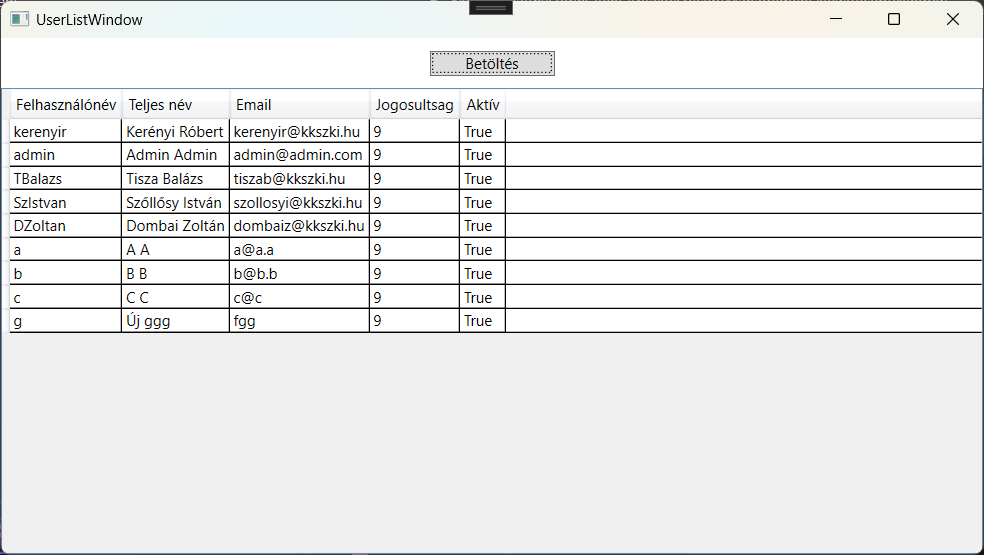 UserListWindow
Betöltés
Felhasználónév Teljes név Email Jogosultsag Aktív
kerenyir Kerényi Róbert kerenyir@kkszki.hu 9 True
admin Admin Admin admin@admin.com 9 True
TBalazs Tisza Balázs tiszab@kkszki.hu 9 True
SzIstvan Szőllősy István szollosyi@kkszki.hu 9 True
DZoltan Dombai Zoltán dombaiz@kkszki.hu 9 True
a A A a@a.a 9 True
b B B b@b.b 9 True
c C C c@c 9 True
g Új ggg fgg 9 True